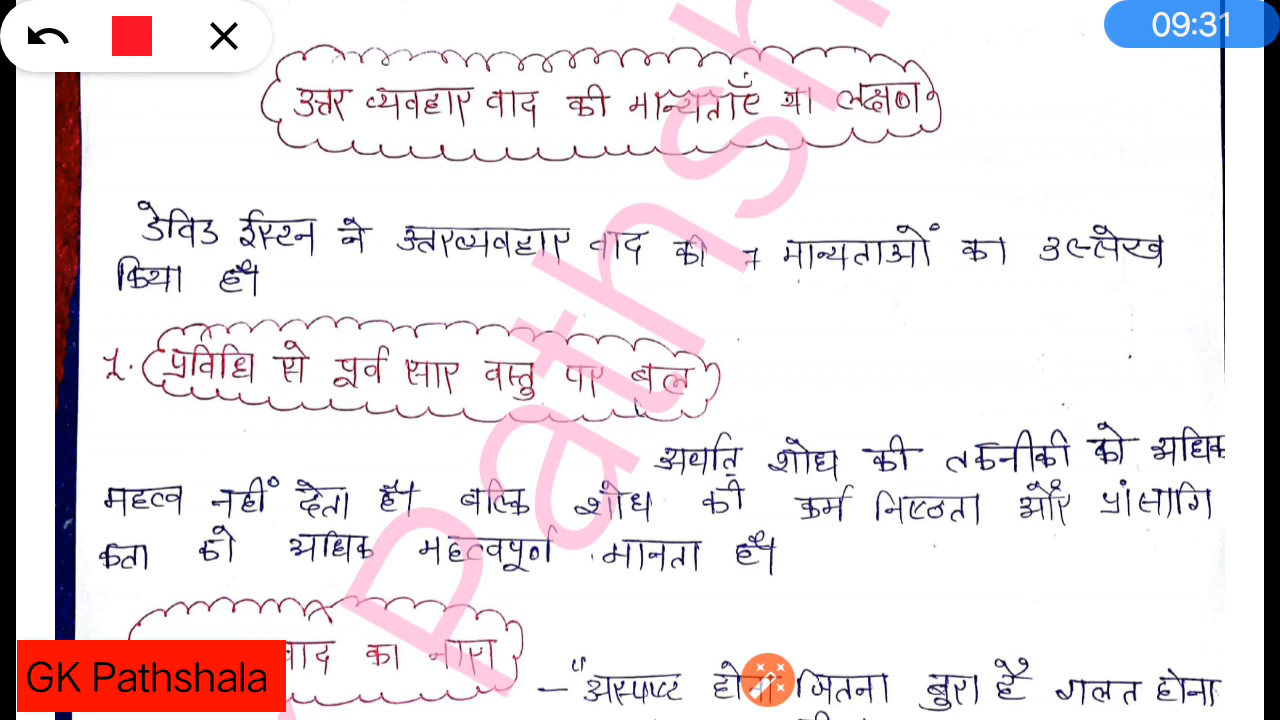 09:31
उत्तर व्यवहार वाद की मान्यताएँ या लक्षण
डेविड ईस्टन ने उत्तरव्यवहार वाद की 7 मान्यताओं का उल्लेख
किया है।
1. प्रविधि से पूर्व सार वस्तु पर बल
अर्थात् शोध की तकनीकी को अधिक
महत्व नहीं देता है। बल्कि शोध की कर्म निष्ठता और प्रांसागि
कता को अधिक महत्वपूर्ण मानता है।
वाद का नारा
— "अस्पष्ट होना जितना बुरा है गलत होना
GK Pathshala
Pathsh